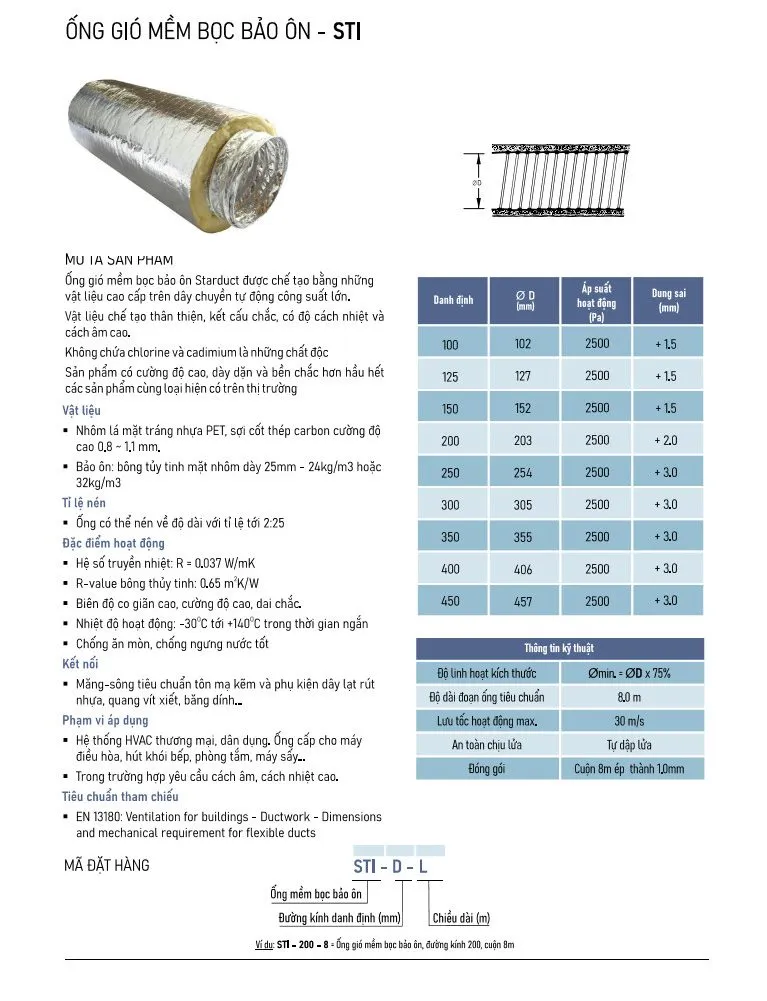 ỐNG GIÓ MỀM BỌC BẢO ÔN - STI
ØD
MÔ TẢ SẢN PHẨM
Ống gió mềm bọc bảo ôn Starduct được chế tạo bằng những
vật liệu cao cấp trên dây chuyền tự động công suất lớn.
Vật liệu chế tạo thân thiện, kết cấu chắc, có độ cách nhiệt và
cách âm cao.
Không chứa chlorine và cadimium là những chất độc
Sản phẩm có cường độ cao, dày dặn và bền chắc hơn hầu hết
các sản phẩm cùng loại hiện có trên thị trường
Vật liệu
▪ Nhôm lá mặt tráng nhựa PET, sợi cốt thép carbon cường độ
cao 0.8 ~ 1.1 mm.
▪ Bảo ôn: bông tủy tinh mặt nhôm dày 25mm - 24kg/m3 hoặc
32kg/m3
Tỉ lệ nén
▪ Ống có thể nén về độ dài với tỉ lệ tới 2:25
Đặc điểm hoạt động
▪ Hệ số truyền nhiệt: R = 0.037 W/mK
▪ R-value bông thủy tinh: 0.65 m²K/W
▪ Biên độ co giãn cao, cường độ cao, dai chắc.
▪ Nhiệt độ hoạt động: -30⁰C tới +140⁰C trong thời gian ngắn
▪ Chống ăn mòn, chống ngưng nước tốt
Kết nối
▪ Măng-sông tiêu chuẩn tôn mạ kẽm và phụ kiện dây lạt rút
nhựa, quang vít xiết, băng dính...
Phạm vi áp dụng
▪ Hệ thống HVAC thương mại, dân dụng. Ống cấp cho máy
điều hòa, hút khói bếp, phòng tắm, máy sấy...
▪ Trong trường hợp yêu cầu cách âm, cách nhiệt cao.
Tiêu chuẩn tham chiếu
▪ EN 13180: Ventilation for buildings - Ductwork - Dimensions
and mechanical requirement for flexible ducts
Danh định Ø D (mm) Áp suất hoạt động (Pa) Dung sai (mm)
100 102 2500 + 1.5
125 127 2500 + 1.5
150 152 2500 + 1.5
200 203 2500 + 2.0
250 254 2500 + 3.0
300 305 2500 + 3.0
350 355 2500 + 3.0
400 406 2500 + 3.0
450 457 2500 + 3.0
Thông tin kỹ thuật
Độ linh hoạt kích thước Ømin. = ØD x 75%
Độ dài đoạn ống tiêu chuẩn 8.0 m
Lưu tốc hoạt động max. 30 m/s
An toàn chịu lửa Tự dập lửa
Đóng gói Cuộn 8m ép thành 1.0mm
MÃ ĐẶT HÀNG STI - D - L
Ống mềm bọc bảo ôn
Đường kính danh định (mm) Chiều dài (m)
Ví dụ: STI - 200 - 8 = Ống gió mềm bọc bảo ôn, đường kính 200, cuộn 8m